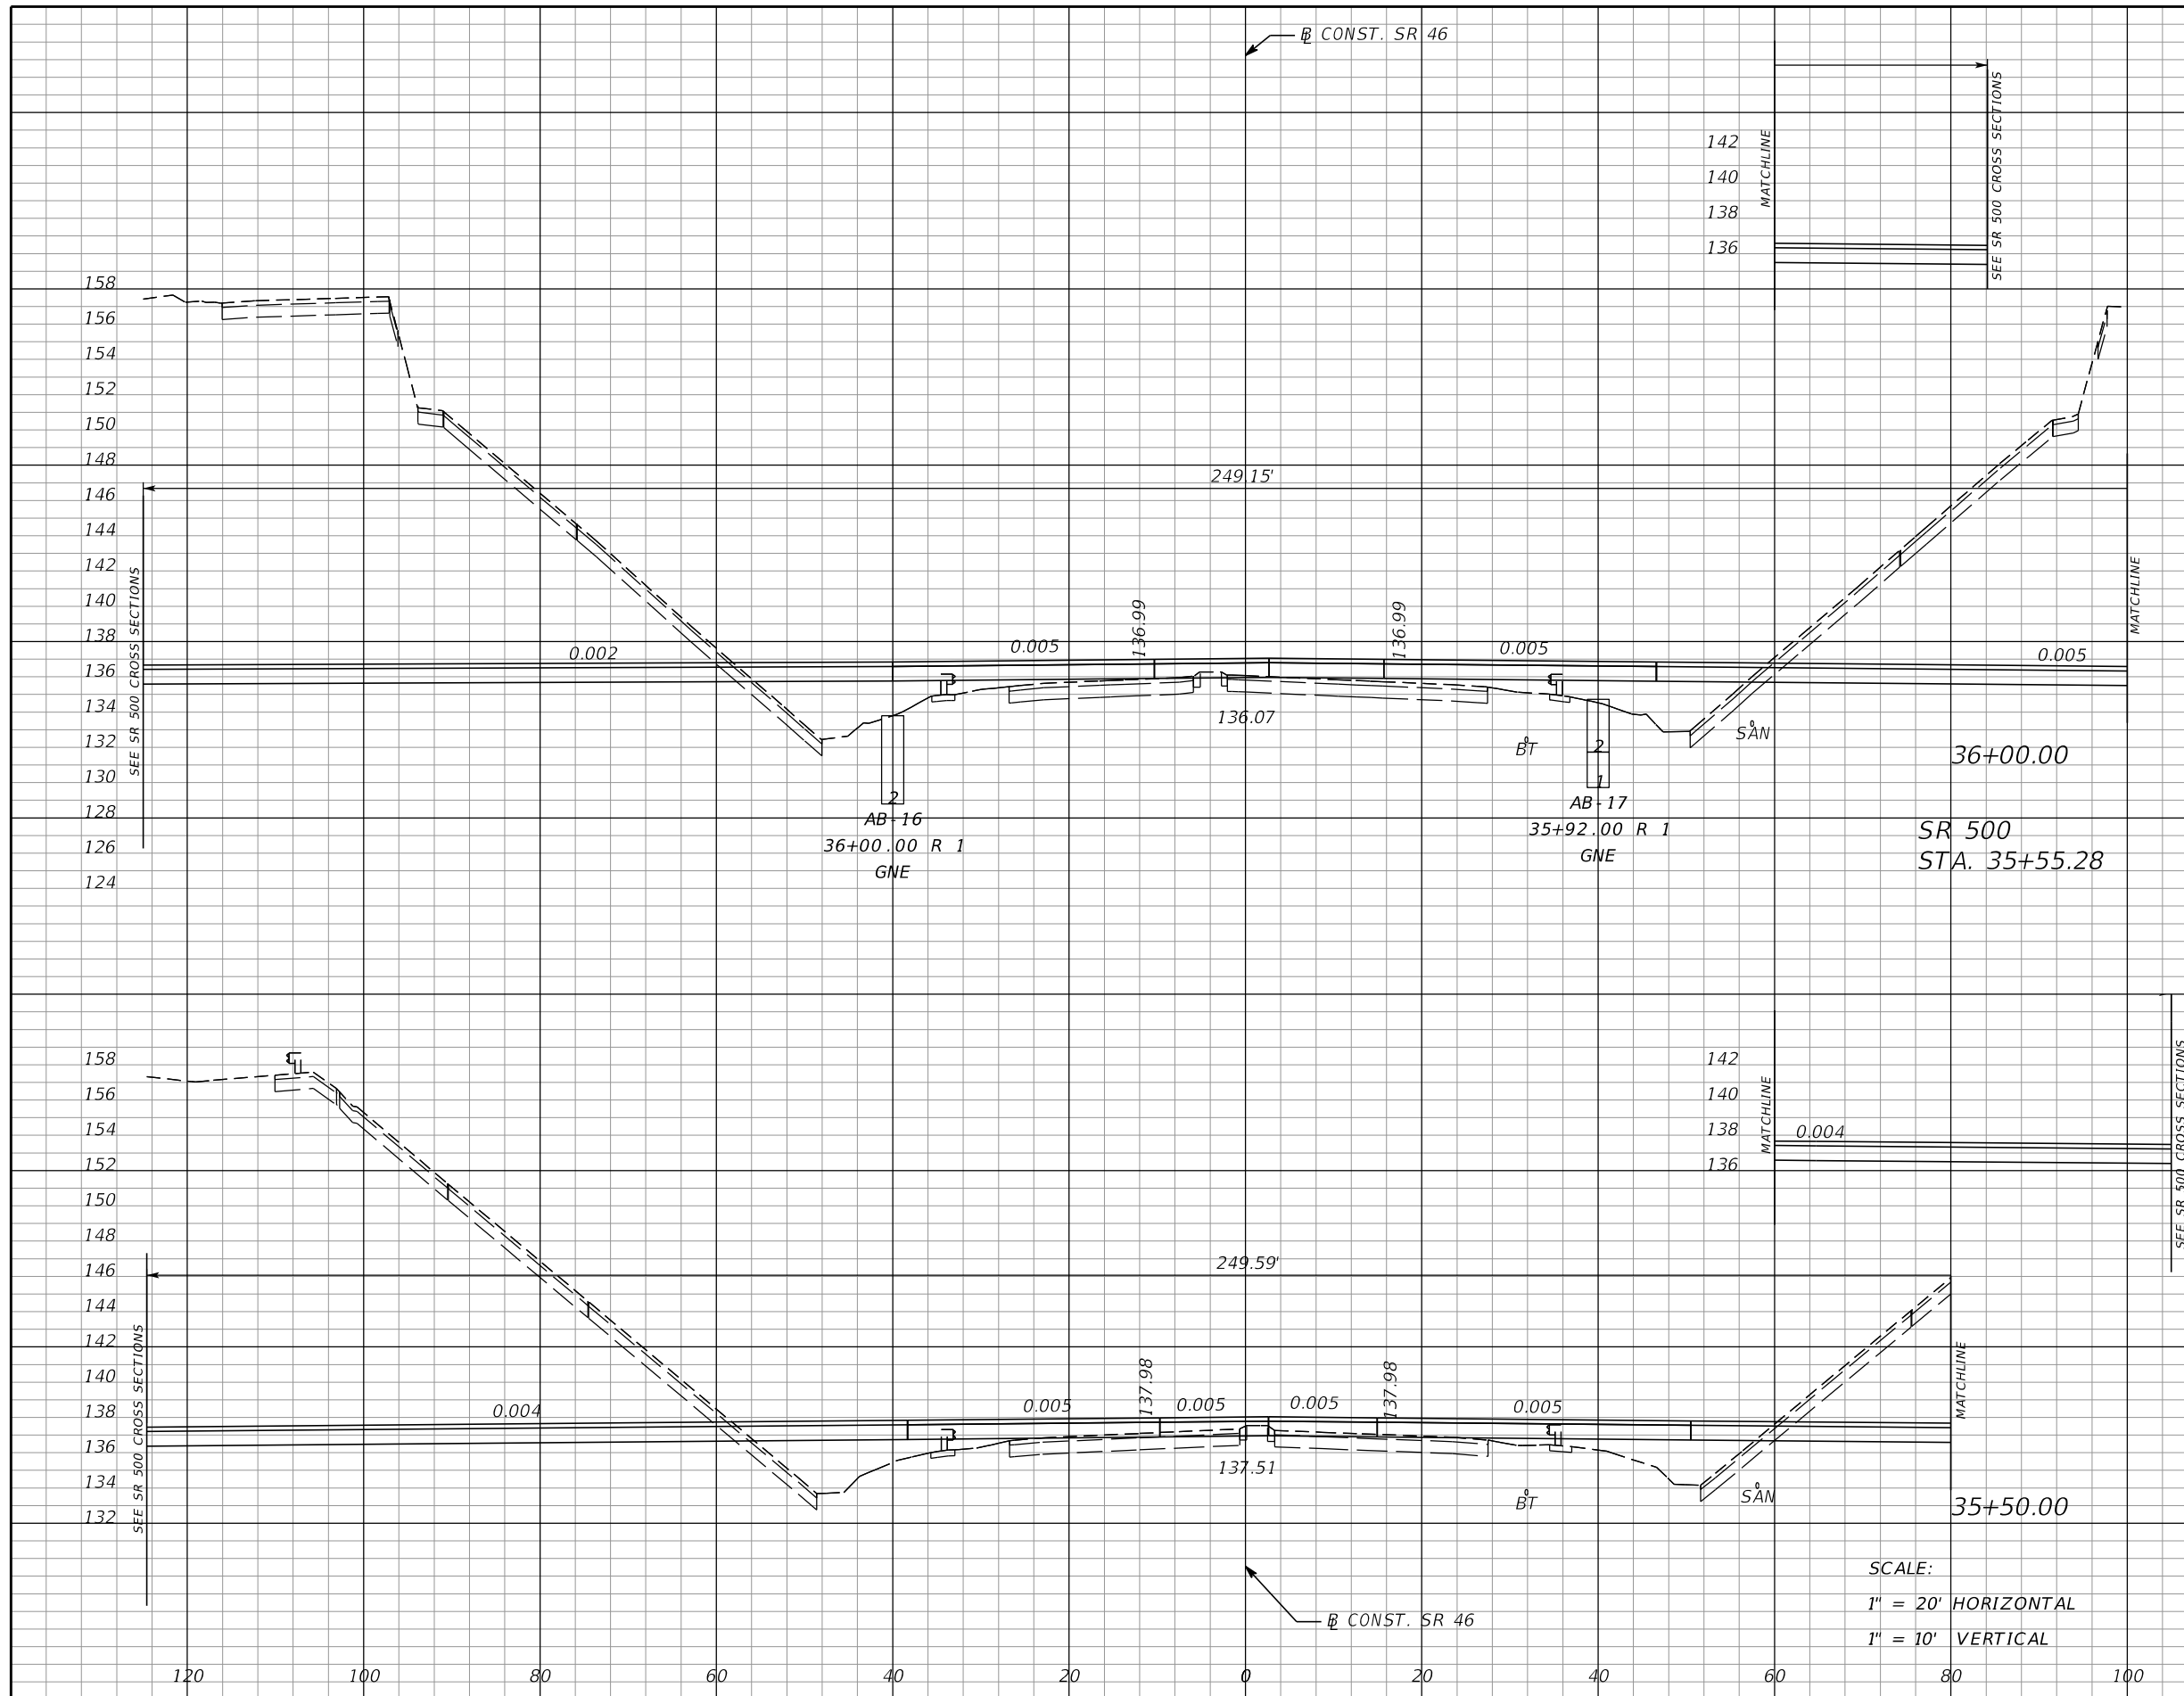 B CONST. SR 46
142
140
138
136
MATCHLINE
SEE SR 500 CROSS SECTIONS
158
156
154
152
150
148
146
144
142
140
138
136
134
132
130
128
126
124
SEE SR 500 CROSS SECTIONS
249.15'
0.002
0.005
136.99
136.99
0.005
0.005
MATCHLINE
136.07
BT
SAN
2
AB-16
36+00.00 R 1
GNE
2
1
AB-17
35+92.00 R 1
GNE
36+00.00
SR 500
STA. 35+55.28
158
156
154
152
150
148
146
144
142
140
138
136
134
132
142
140
138
136
MATCHLINE
0.004
SEE SR 500 CROSS SECTIONS
SEE SR 500 CROSS SECTIONS
249.59'
0.004
0.005
137.98
0.005
0.005
137.98
0.005
MATCHLINE
137.51
BT
SAN
35+50.00
SCALE:
1" = 20' HORIZONTAL
1" = 10' VERTICAL
B CONST. SR 46
120 100 80 60 40 20 0 20 40 60 80 100